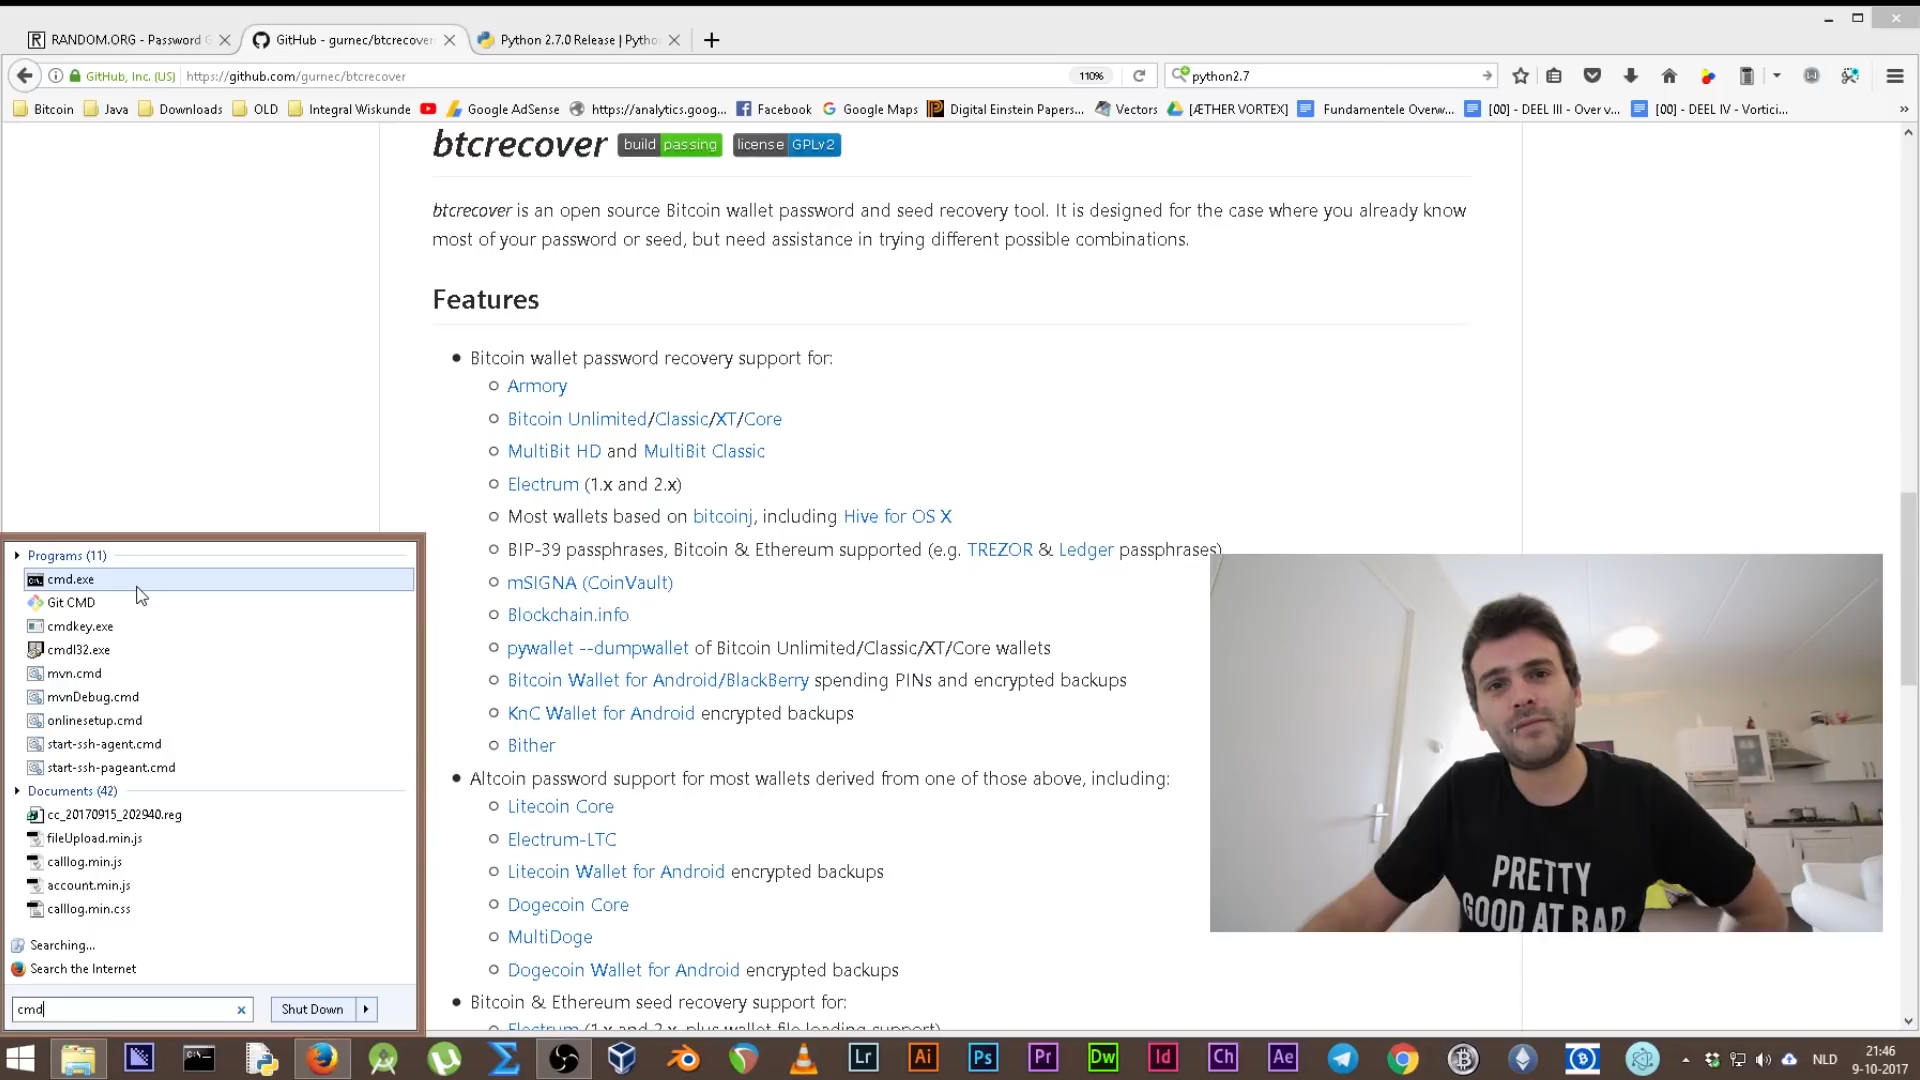 RANDOM.ORG - Password G
GitHub - gurnec/btcrecover
Python 2.7.0 Release | Pytho
GitHub, Inc. (US)
https://github.com/gurnec/btcrecover
110%
python2.7
Bitcoin
Java
Downloads
OLD
Integral Wiskunde
Google AdSense
https://analytics.goog...
Facebook
Google Maps
Digital Einstein Papers...
Vectors
[ÆTHER VORTEX]
Fundamentele Overw...
[00] - DEEL III - Over v...
[00] - DEEL IV - Vortici...
btcrecover build passing license GPLv2
btcrecover is an open source Bitcoin wallet password and seed recovery tool. It is designed for the case where you already know
most of your password or seed, but need assistance in trying different possible combinations.
Features
Bitcoin wallet password recovery support for:
Armory
Bitcoin Unlimited/Classic/XT/Core
MultiBit HD and MultiBit Classic
Electrum (1.x and 2.x)
Most wallets based on bitcoinj, including Hive for OS X
BIP-39 passphrases, Bitcoin & Ethereum supported (e.g. TREZOR & Ledger passphrases)
mSIGNA (CoinVault)
Blockchain.info
pywallet --dumpwallet of Bitcoin Unlimited/Classic/XT/Core wallets
Bitcoin Wallet for Android/BlackBerry spending PINs and encrypted backups
KnC Wallet for Android encrypted backups
Bither
Altcoin password support for most wallets derived from one of those above, including:
Litecoin Core
Electrum-LTC
Litecoin Wallet for Android encrypted backups
Dogecoin Core
MultiDoge
Dogecoin Wallet for Android encrypted backups
Bitcoin & Ethereum seed recovery support for:
Electrum (1.x and 2.x, plus wallet file loading support)
Programs (11)
cmd.exe
Git CMD
cmdkey.exe
cmdl32.exe
mvn.cmd
mvnDebug.cmd
onlinesetup.cmd
start-ssh-agent.cmd
start-ssh-pageant.cmd
Documents (42)
cc_20170915_202940.reg
fileUpload.min.js
calllog.min.js
account.min.js
calllog.min.css
Searching...
Search the Internet
cmd
Shut Down
PRETTY
GOOD AT BAD
Lr
Ai
Ps
Pr
Dw
Id
Ch
Ae
NLD
21:46
9-10-2017